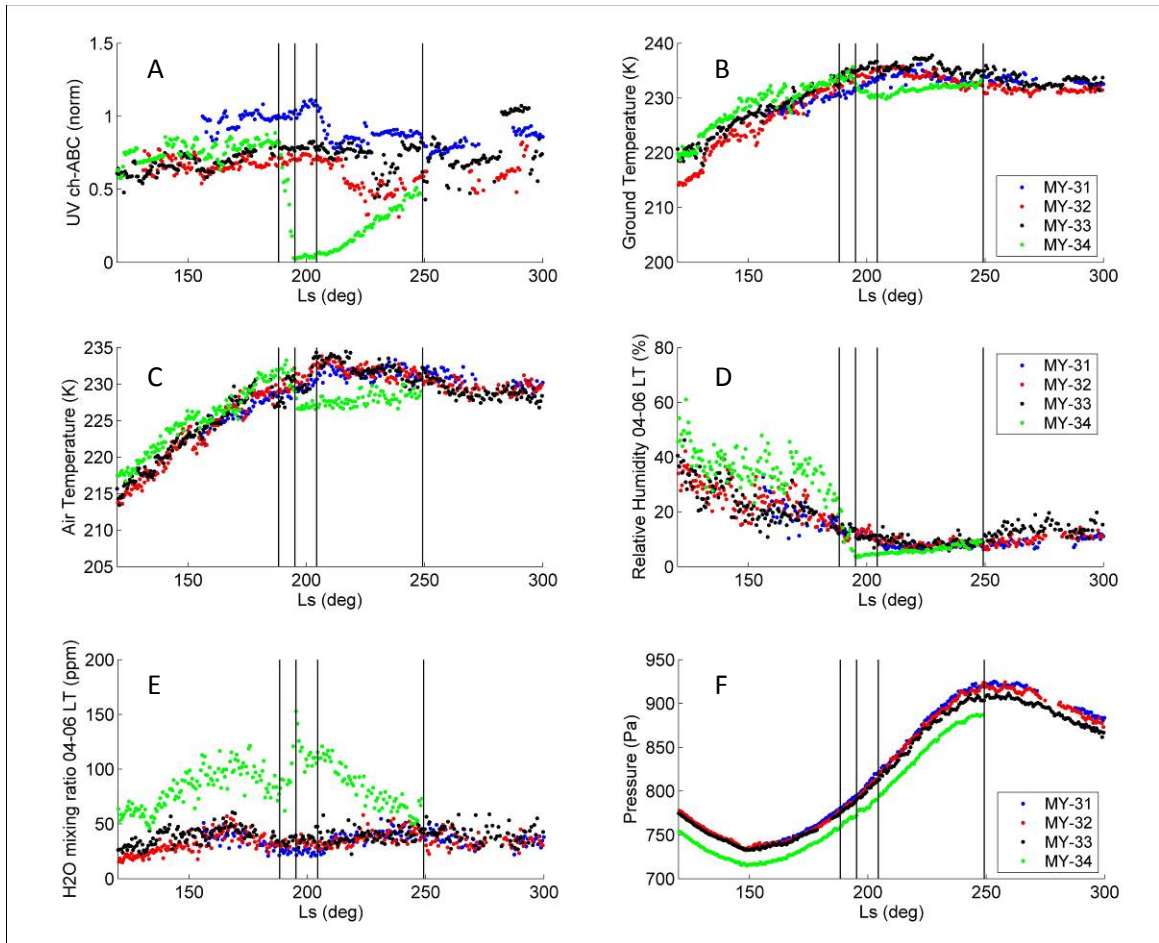 A
UV ch-ABC (norm)
1.5
1
0.5
0
150
200
250
300
Ls (deg)
B
Ground Temperature (K)
240
230
220
210
200
150
200
250
300
Ls (deg)
MY-31
MY-32
MY-33
MY-34
C
Air Temperature (K)
235
230
225
220
215
210
205
150
200
250
300
Ls (deg)
D
Relative Humidity 04-06 LT (%)
80
60
40
20
0
150
200
250
300
Ls (deg)
MY-31
MY-32
MY-33
MY-34
E
H2O mixing ratio 04-06 LT (ppm)
200
150
100
50
0
150
200
250
300
Ls (deg)
F
Pressure (Pa)
950
900
850
800
750
700
150
200
250
300
Ls (deg)
MY-31
MY-32
MY-33
MY-34